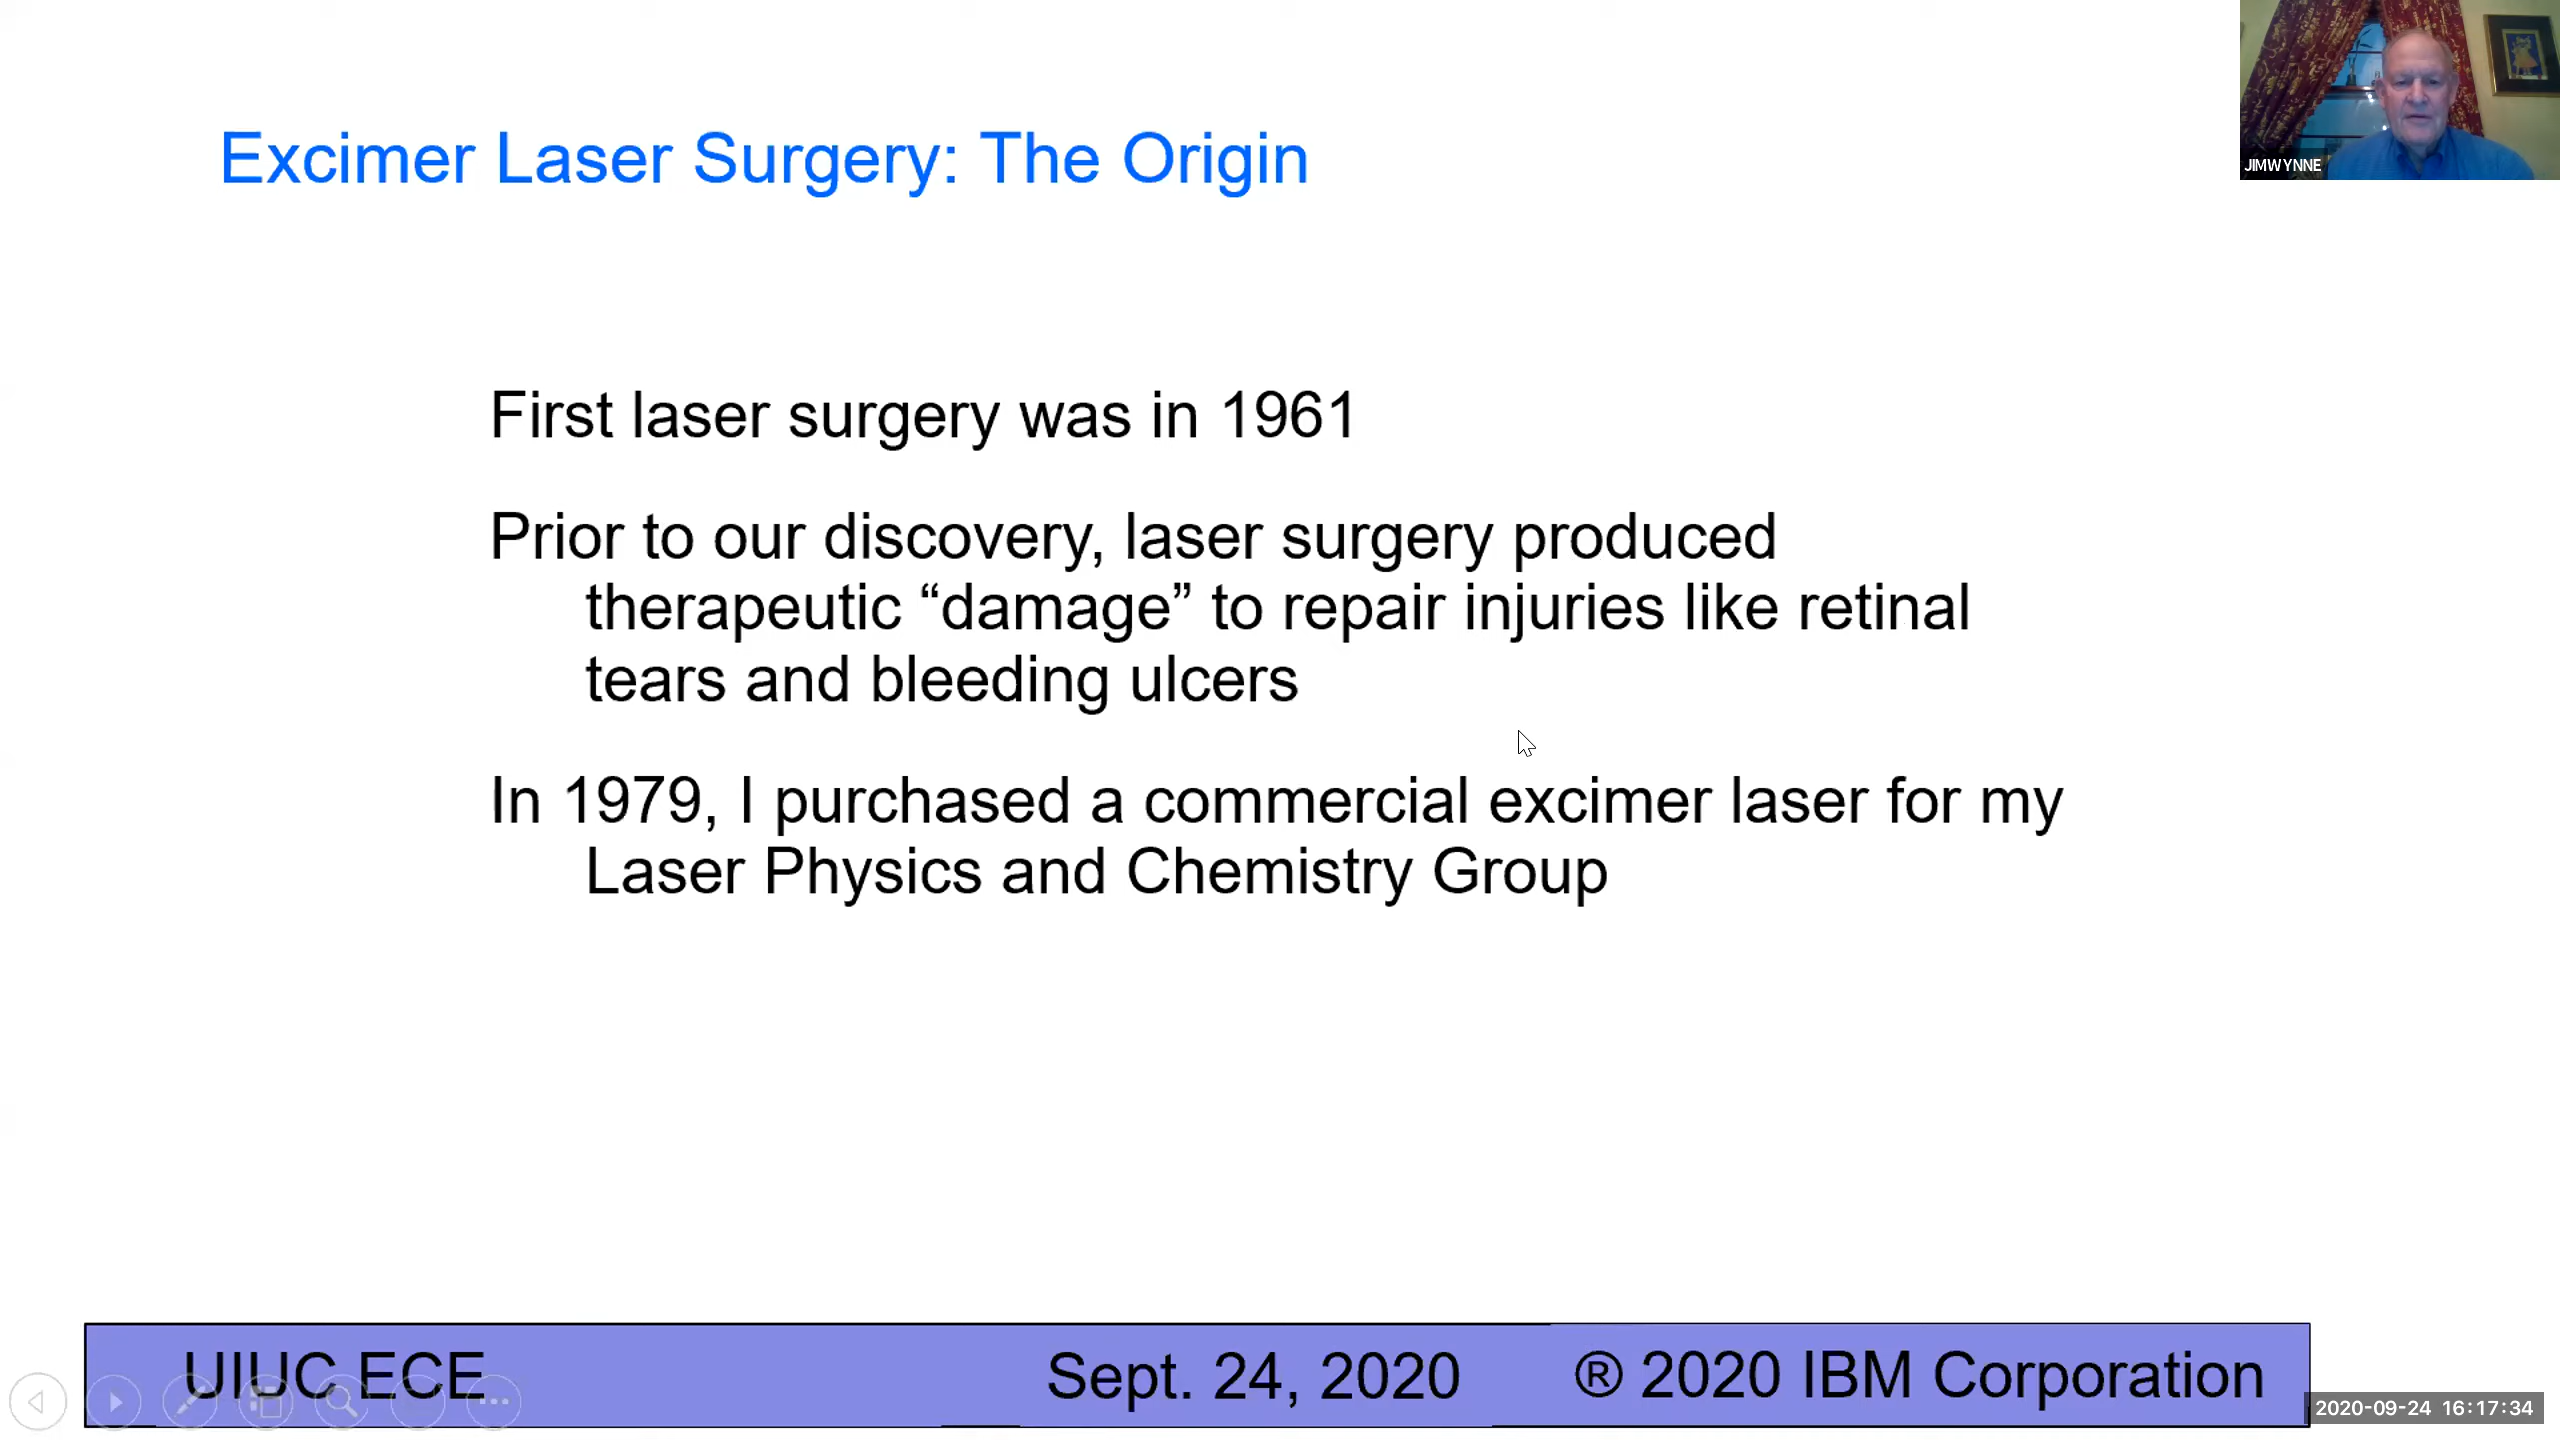 JIMWYNNE
Excimer Laser Surgery: The Origin
First laser surgery was in 1961
Prior to our discovery, laser surgery produced
therapeutic “damage” to repair injuries like retinal
tears and bleeding ulcers
In 1979, I purchased a commercial excimer laser for my
Laser Physics and Chemistry Group
UIUC ECE
Sept. 24, 2020
® 2020 IBM Corporation
2020-09-24 16:17:34